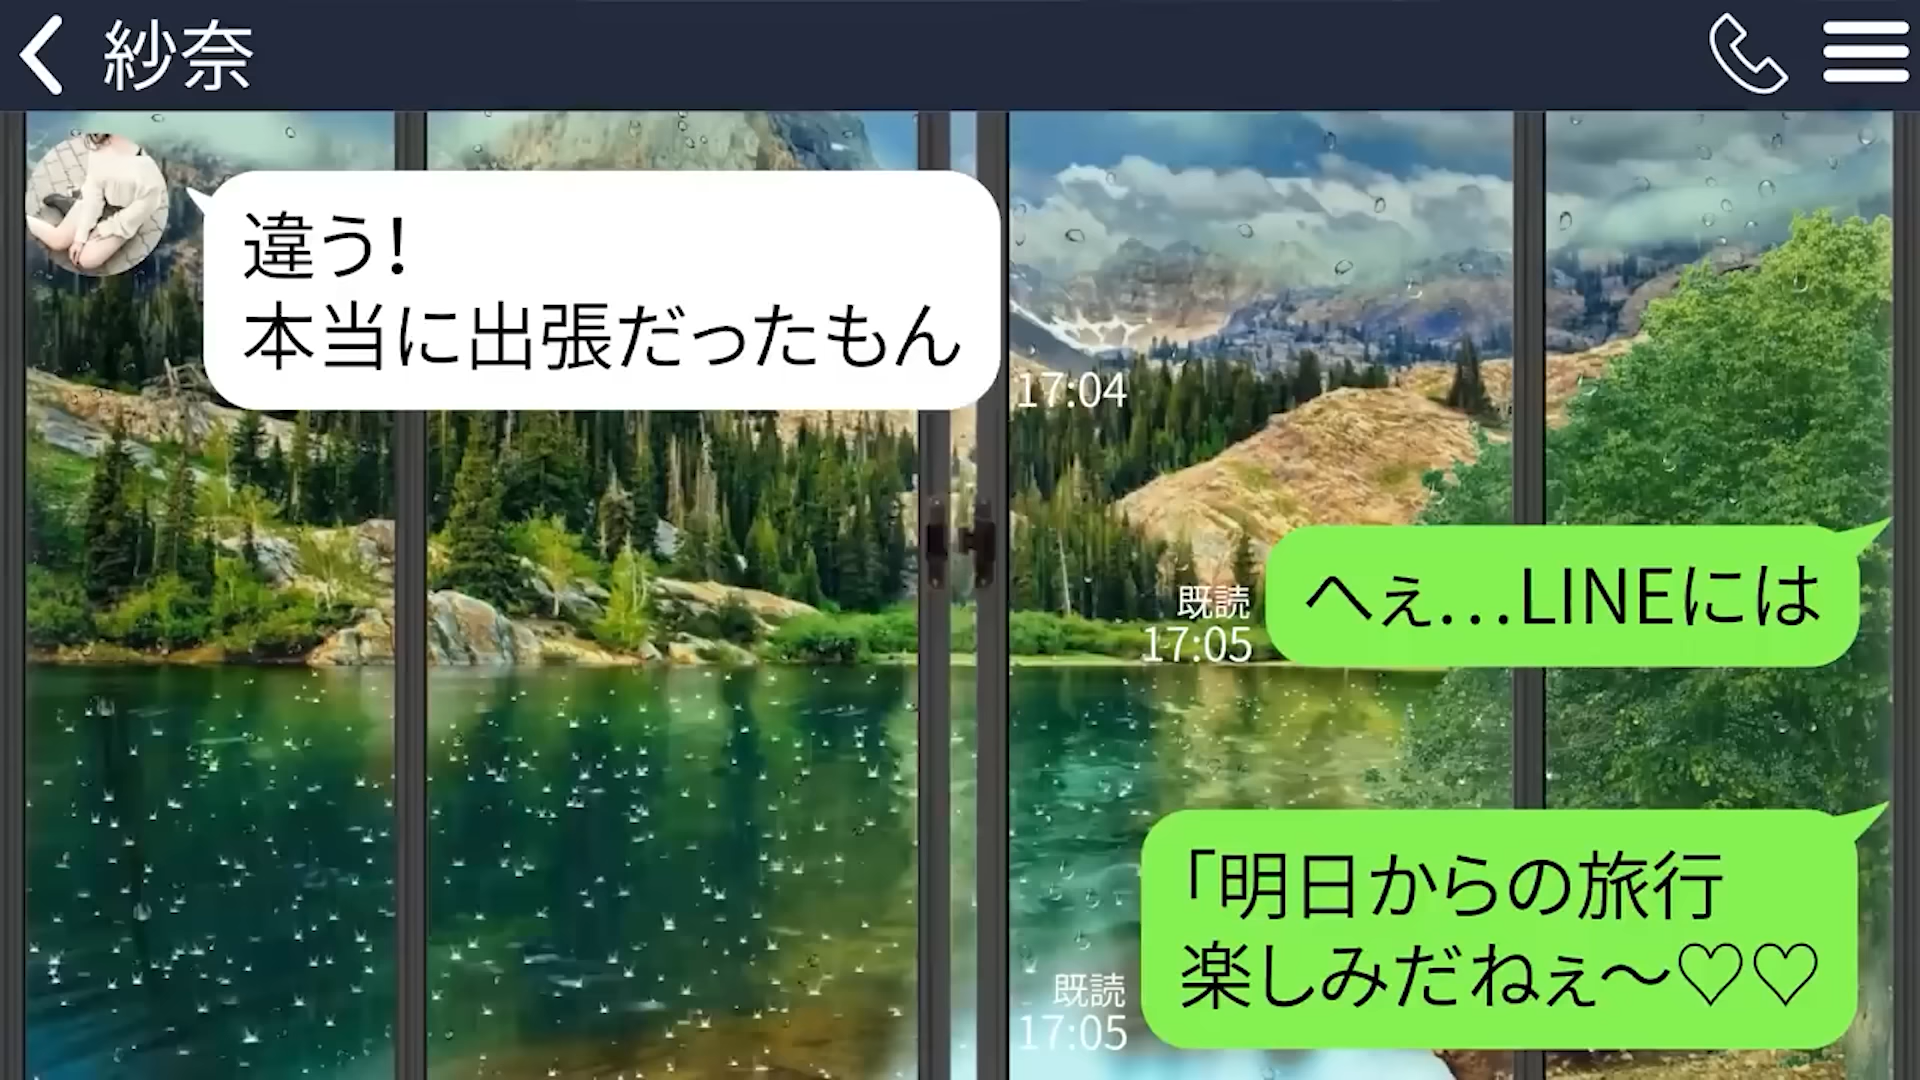 紗奈
違う！
本当に出張だったもん
17:04
へぇ…LINEには
既読
17:05
「明日からの旅行
楽しみだねぇ～♡♡
既読
17:05